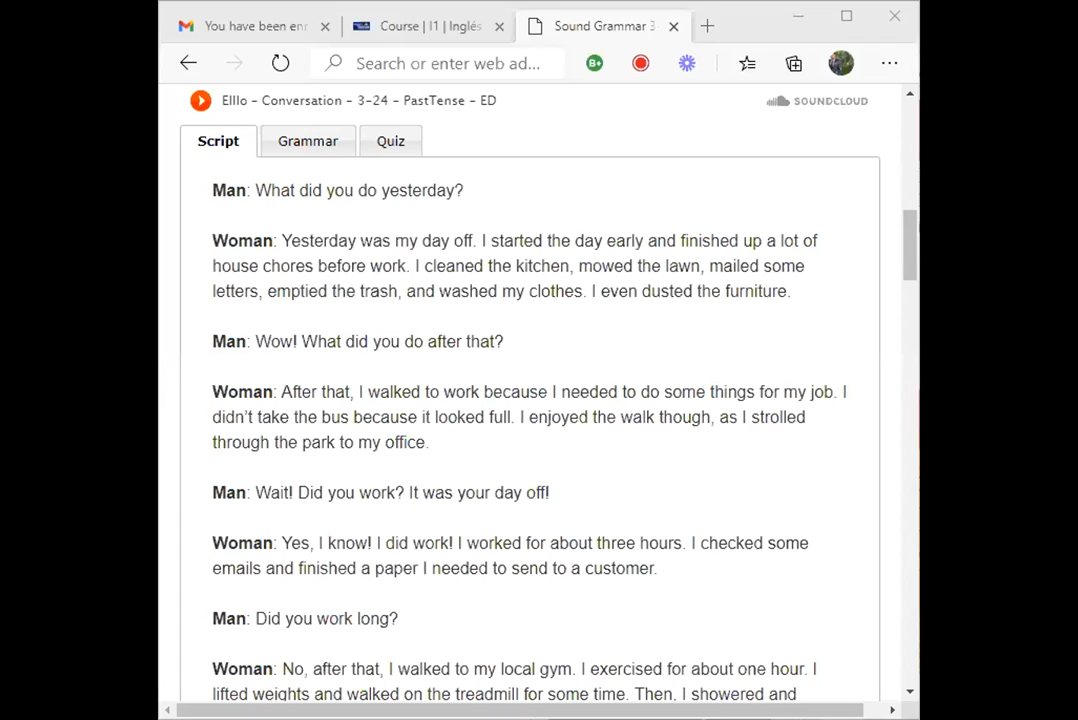 You have been enr
Course | I1 | Inglés
Sound Grammar 3
Search or enter web ad...
B+
Elllo - Conversation - 3-24 - PastTense - ED
SOUNDCLOUD
Script
Grammar
Quiz
Man: What did you do yesterday?
Woman: Yesterday was my day off. I started the day early and finished up a lot of
house chores before work. I cleaned the kitchen, mowed the lawn, mailed some
letters, emptied the trash, and washed my clothes. I even dusted the furniture.
Man: Wow! What did you do after that?
Woman: After that, I walked to work because I needed to do some things for my job. I
didn't take the bus because it looked full. I enjoyed the walk though, as I strolled
through the park to my office.
Man: Wait! Did you work? It was your day off!
Woman: Yes, I know! I did work! I worked for about three hours. I checked some
emails and finished a paper I needed to send to a customer.
Man: Did you work long?
Woman: No, after that, I walked to my local gym. I exercised for about one hour. I
lifted weights and walked on the treadmill for some time. Then, I showered and